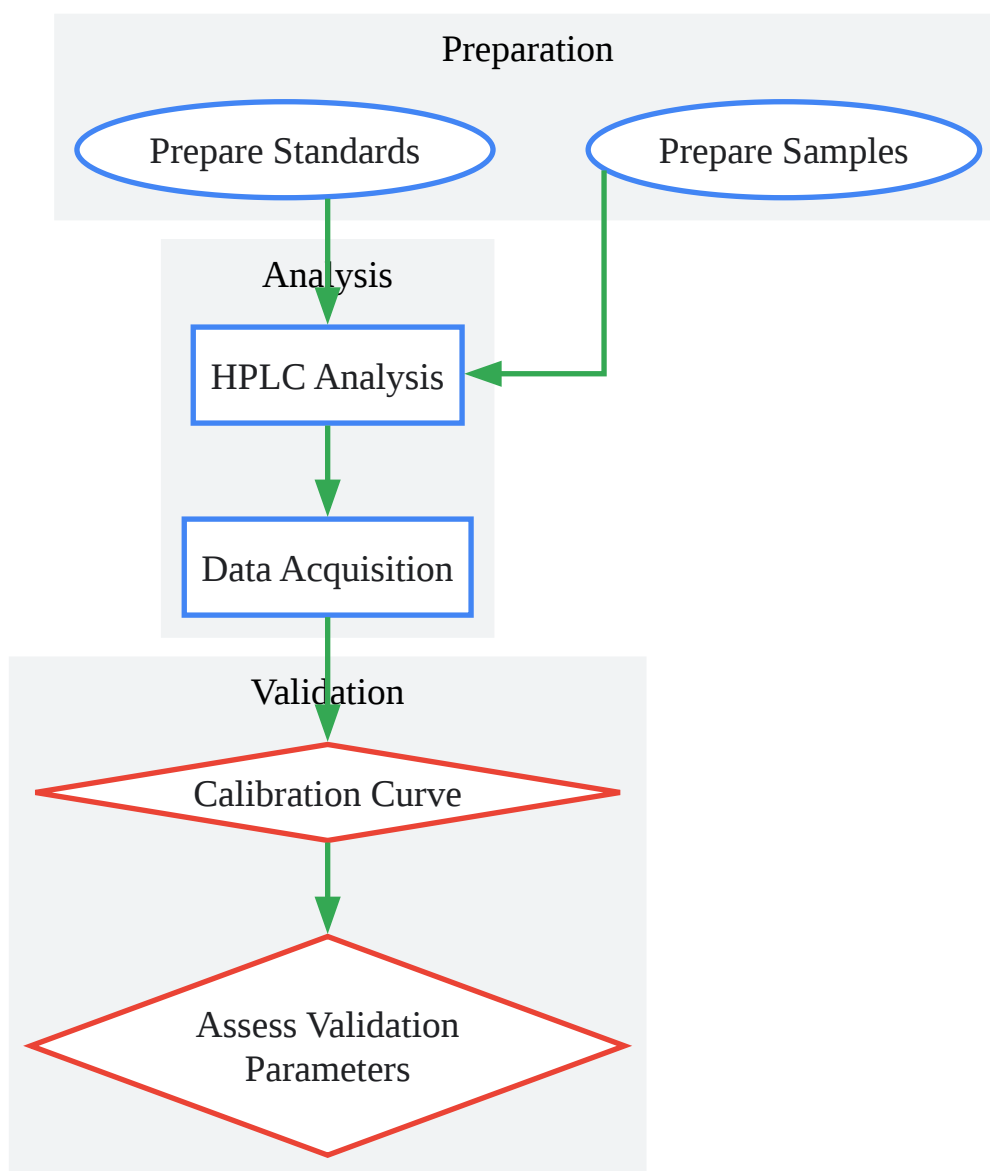 Preparation
Prepare Standards
Prepare Samples
Analysis
HPLC Analysis
Data Acquisition
Validation
Calibration Curve
Assess Validation
Parameters